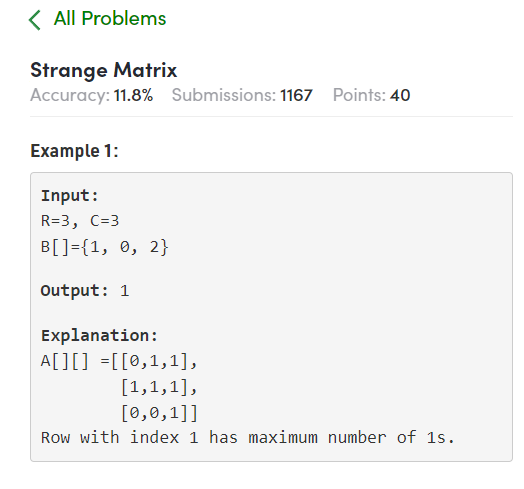 All Problems
Strange Matrix
Accuracy: 11.8% Submissions: 1167 Points: 40
Example 1:
Input:
R=3, C=3
B[]={1, 0, 2}
Output: 1
Explanation:
A[][] =[[0,1,1],
[1,1,1],
[0,0,1]]
Row with index 1 has maximum number of 1s.